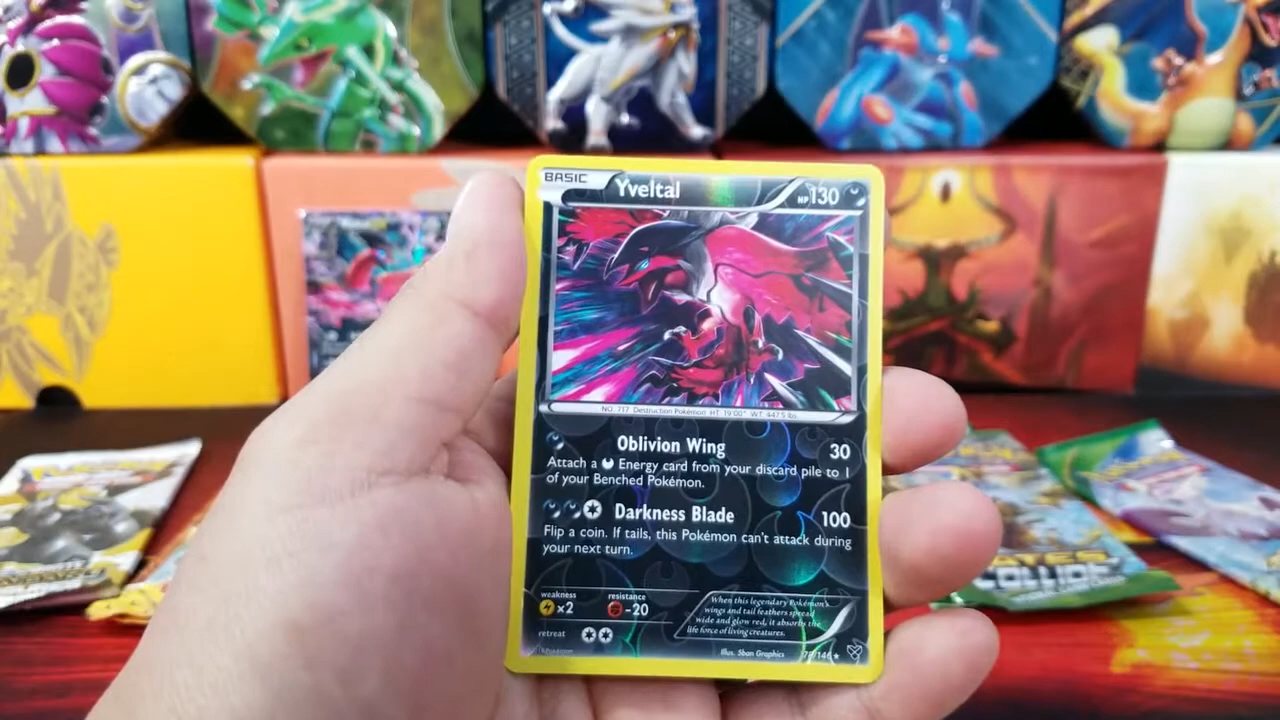 BASIC
Yveltal
HP 130
NO. 717 Destruction Pokémon HT: 19'00" WT: 447.5 lbs.
Oblivion Wing 30
Attach a Energy card from your discard pile to 1
of your Benched Pokémon.
Darkness Blade 100
Flip a coin. If tails, this Pokémon can't attack during
your next turn.
weakness resistance
x2 -20
When this legendary Pokémon's
wings and tail feathers spread
wide and glow red, it absorbs the
life force of living creatures.
retreat
Illus. 5ban Graphics 78/146
COLLIDE